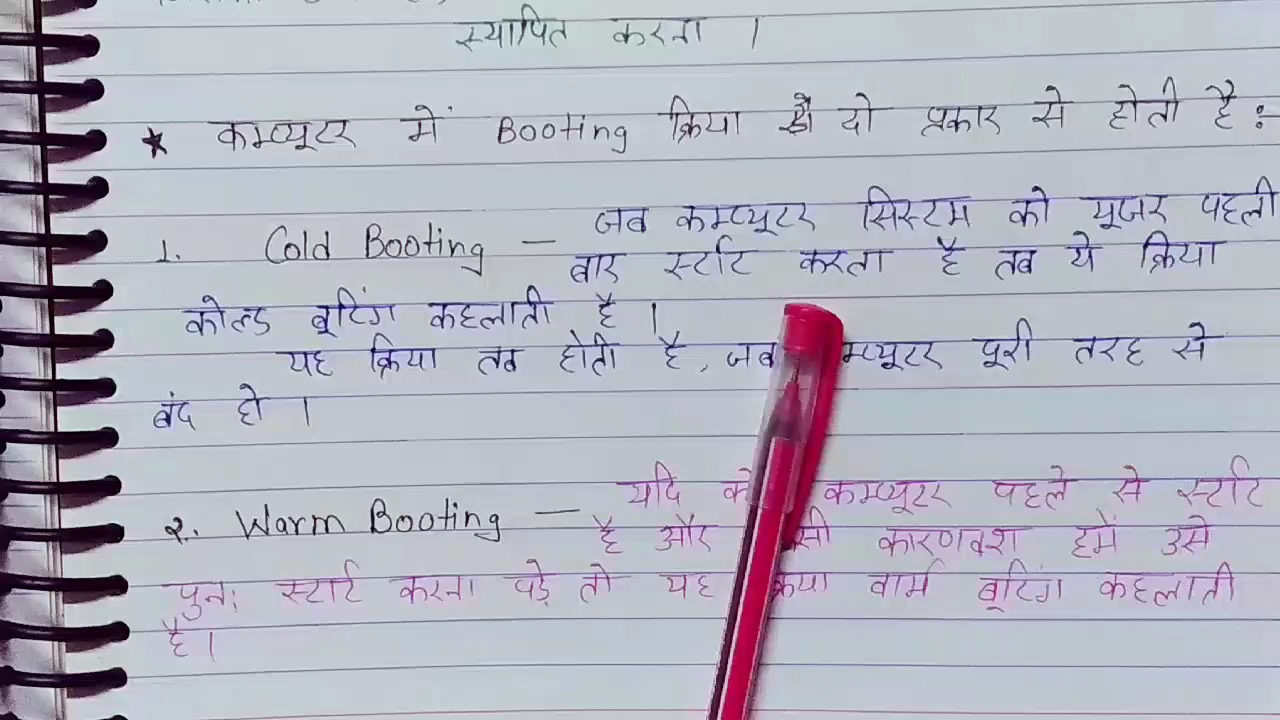 स्थापित करना ।
* कम्प्यूटर में Booting क्रिया दो प्रकार से होती है :
जब कम्प्यूटर सिस्टम को यूजर पहली
1. Cold Booting — बार स्टार्ट करता है तब ये क्रिया
कोल्ड बूटिंग कहलाती है ।
यह क्रिया तब होती है, जब म्प्यूटर पूरी तरह से
बंद हो ।
यदि को कम्प्यूटर पहले से स्टार्ट
2. Warm Booting — है और सी कारणवश हमें उसे
पुनः स्टार्ट करना पड़े तो यह क्रिया वार्म बूटिंग कहलाती
है ।